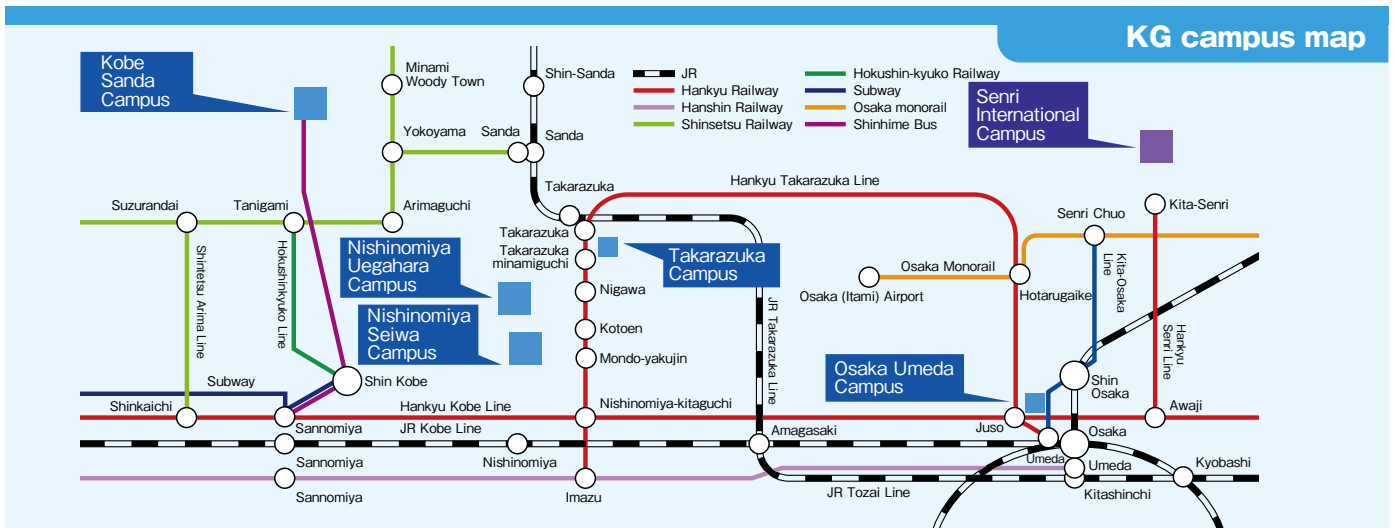 KG campus map
Kobe
Sanda
Campus
Minami
Woody Town
Shin-Sanda
JR
Hankyu Railway
Hanshin Railway
Shinsetsu Railway
Hokushin-kyuko Railway
Subway
Osaka monorail
Shinhime Bus
Senri
International
Campus
Yokoyama
Sanda
Sanda
Takarazuka
Hankyu Takarazuka Line
Suzurandai
Tanigami
Arimaguchi
Senri Chuo
Kita-Senri
Takarazuka
Takarazuka
minamiguchi
Takarazuka
Campus
Nishinomiya
Uegahara
Campus
Shintetsu Arima Line
Hokushinkyuko Line
Osaka Monorail
Osaka (Itami) Airport
Hotarugaike
Kita-Osaka
Line
Nigawa
Nishinomiya
Seiwa
Campus
Kotoen
JR Takarazuka Line
Hankyu
Senri Line
Mondo-yakujin
Osaka Umeda
Campus
Shin
Osaka
Subway
Shin Kobe
Shinkaichi
Hankyu Kobe Line
Nishinomiya-kitaguchi
Sannomiya
JR Kobe Line
Juso
Awaji
Amagasaki
Osaka
Sannomiya
Nishinomiya
Umeda
Umeda
Kyobashi
Sannomiya
Imazu
JR Tozai Line
Kitashinchi